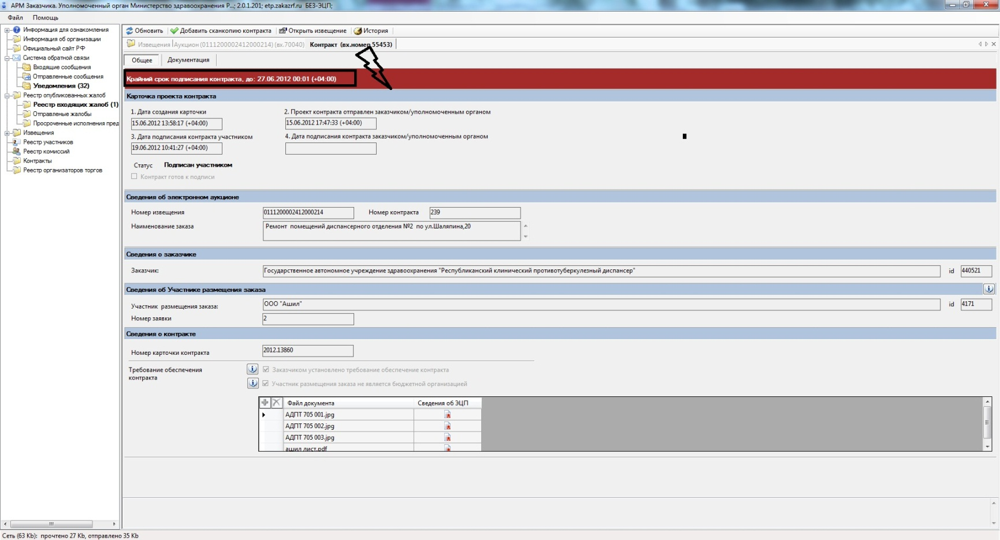 АРМ Заказчика. Уполномоченный орган Министерство здравоохранения Р...; 2.0.1.201; etp.zakazrf.ru БЕЗ-ЭЦП;
Файл Помощь
Информация для ознакомления
Информация об организации
Официальный сайт РФ
Система обратной связи
Входящие сообщения
Отправленные сообщения
Уведомления (32)
Реестр опубликованных жалоб
Реестр входящих жалоб (1)
Отправленые жалобы
Просроченные исполнения пред
Извещения
Реестр участников
Реестр комиссий
Контракты
Реестр организаторов торгов
Обновить Добавить сканкопию контракта Открыть извещение История
Извещения Аукцион (0111200002412000214) (вх.70040) Контракт (вх.номер 55453)
Общее Документация
Крайний срок подписания контракта, до: 27.06.2012 00:01 (+04:00)
Карточка проекта контракта
1. Дата создания карточки 2. Проект контракта отправлен заказчиком/уполномоченным органом
15.06.2012 13:58:17 (+04:00) 15.06.2012 17:47:33 (+04:00)
3. Дата подписания контракта участником 4. Дата подписания контракта заказчиком/уполномоченным органом
19.06.2012 10:41:27 (+04:00)
Статус Подписан участником
Контракт готов к подписи
Сведения об электронном аукционе
Номер извещения 0111200002412000214 Номер контракта 239
Наименование заказа Ремонт помещений диспансерного отделения №2 по ул.Шаляпина,20
Сведения о заказчике
Заказчик: Государственное автономное учреждение здравоохранения "Республиканский клинический противотуберкулезный диспансер" id 440521
Сведения об Участнике размещения заказа
Участник размещения заказа: ООО "Ашил" id 4171
Номер заявки 2
Сведения о контракте
Номер карточки контракта 2012.13860
Требование обеспечения контракта
Заказчиком установлено требование обеспечение контракта
Участник размещения заказа не является бюджетной организацией
Файл документа Сведения об ЭЦП
АДПТ 705 001.jpg
АДПТ 705 002.jpg
АДПТ 705 003.jpg
ашил лист.pdf
Сеть (63 Kb): прочтено 27 Kb, отправлено 35 Kb